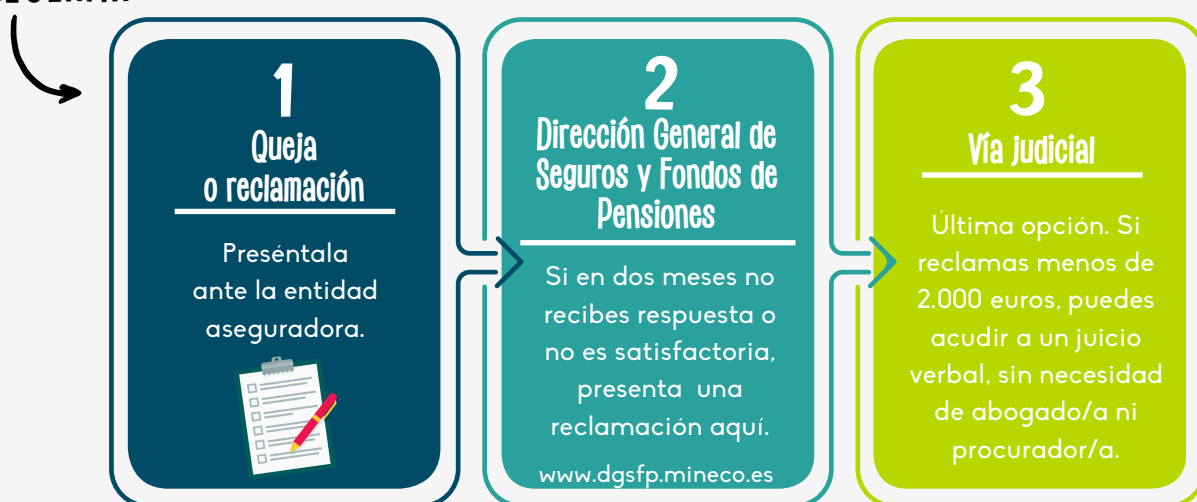 1
Queja
o reclamación
Preséntala
ante la entidad
aseguradora.
2
Dirección General de
Seguros y Fondos de
Pensiones
Si en dos meses no
recibes respuesta o
no es satisfactoria,
presenta una
reclamación aquí.
www.dgsfp.mineco.es
3
Vía judicial
Última opción. Si
reclamas menos de
2.000 euros, puedes
acudir a un juicio
verbal, sin necesidad
de abogado/a ni
procurador/a.